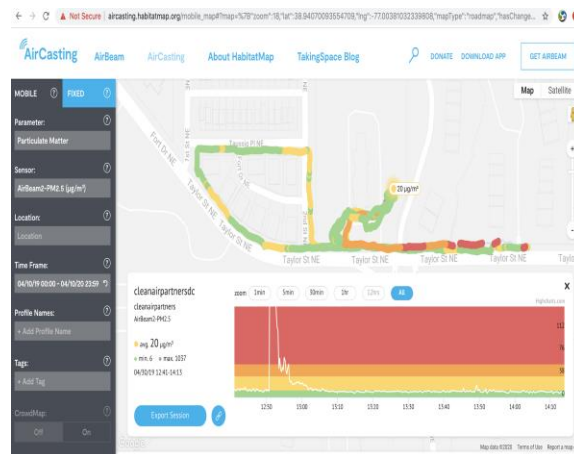 Not Secure | aircasting.habitatmap.org/mobile_map#?map=%7B"zoom":18,"lat":38.94070093554709,"lng":-77.00381032339808,"mapType":"roadmap","hasChange...
AirCasting
AirBeam
AirCasting
About HabitatMap
TakingSpace Blog
DONATE
DOWNLOAD APP
GET AIRBEAM
MOBILE
FIXED
Map
Satellite
Parameter:
Particulate Matter
Sensor:
AirBeam2-PM2.5 (µg/m³)
Location:
Location
Time Frame:
04/10/19 00:00 - 04/10/20 23:59
Profile Names:
+ Add Profile Name
Tags:
+ Add Tag
CrowdMap:
Off
On
Fort Dr NE
Taylor St NE
20 µg/m³
Taylor St NE
Taylor St NE
Taylor St NE
Taylor St NE
cleanairpartnersdc
cleanairpartners
AirBeam2-PM2.5
avg. 20 µg/m³
min. 6
max. 1037
04/30/19 12:41-14:13
Export Session
zoom
1min
5min
30min
1hr
12hrs
All
X
Highcharts.com
112
76
38
0
12:50
13:00
13:10
13:20
13:30
13:40
13:50
14:00
14:10
Google
Map data ©2020
Terms of Use
Report a map